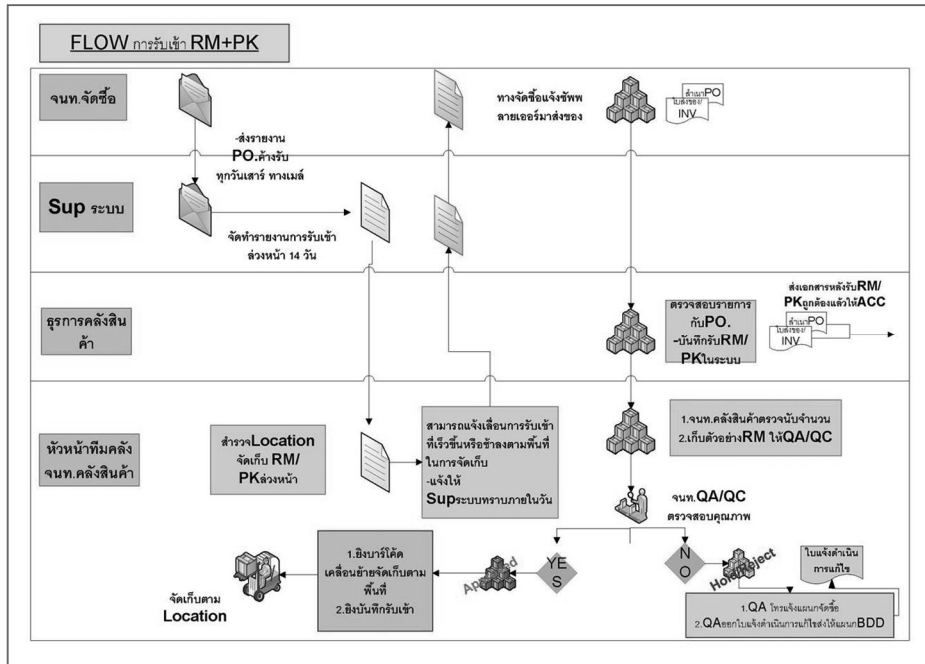 FLOW การรับเข้า RM+PK
จนท.จัดซื้อ
-ส่งรายงาน
PO.ค้างรับ
ทุกวันเสาร์ ทางเมล์
ทางจัดซื้อแจ้งซัพพ
ลายเออร์มาส่งของ
สำเนาPO
ใบส่งของ/
INV
Sup ระบบ
จัดทำรายงานการรับเข้า
ล่วงหน้า 14 วัน
ธุรการคลังสิน
ค้า
ตรวจสอบรายการ
กับPO.
-บันทึกรับRM/
PKในระบบ
ส่งเอกสารหลังรับRM/
PKถูกต้องแล้วให้ACC
สำเนาPO
ใบส่งของ/
INV
หัวหน้าทีมคลัง
จนท.คลังสินค้า
สำรวจLocation
จัดเก็บ RM/
PKล่วงหน้า
สามารถแจ้งเลื่อนการรับเข้า
ที่เร็วขึ้นหรือช้าลงตามพื้นที่
ในการจัดเก็บ
-แจ้งให้
Supระบบทราบภายในวัน
1.จนท.คลังสินค้าตรวจนับจำนวน
2.เก็บตัวอย่างRM ให้QA/QC
จนท.QA/QC
ตรวจสอบคุณภาพ
YE
S
N
O
Hold/Reject
ใบแจ้งดำเนิน
การแก้ไข
1.QA โทรแจ้งแผนกจัดซื้อ
2.QAออกใบแจ้งดำเนินการแก้ไขส่งให้แผนกBDD
1.ยิงบาร์โค้ด
เคลื่อนย้ายจัดเก็บตาม
พื้นที่
2.ยิงบันทึกรับเข้า
จัดเก็บตาม
Location